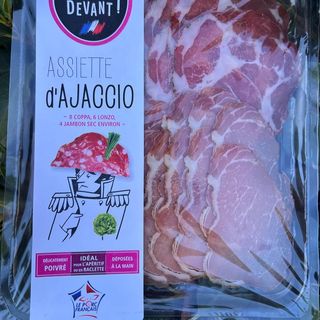 DEVANT !
ASSIETTE
d'AJACCIO
~ 8 COPPA, 6 LONZO,
4 JAMBON SEC ENVIRON ~
DÉLICATEMENT
POIVRÉ
IDÉAL
POUR L'APÉRITIF
OU EN RACLETTE
DÉPOSÉES
À LA MAIN
LE PORC
FRANÇAIS